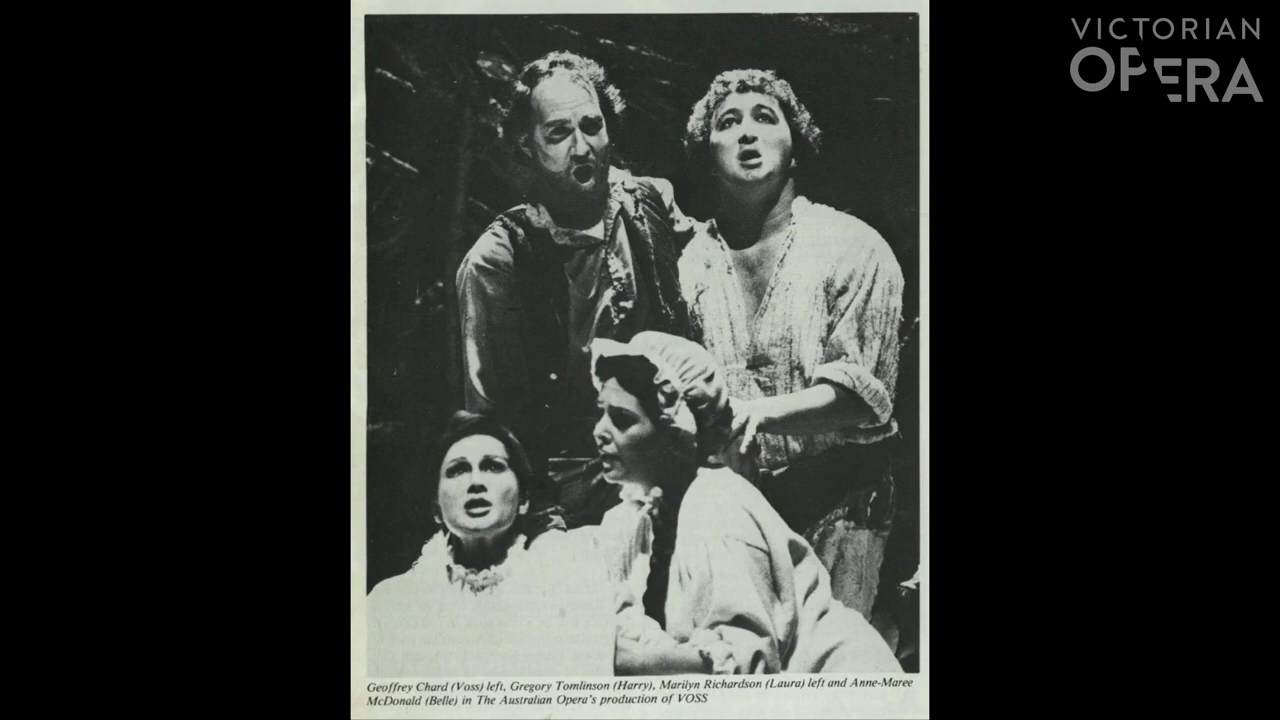 VICTORIAN
OPERA
Geoffrey Chard (Voss) left, Gregory Tomlinson (Harry), Marilyn Richardson (Laura) left and Anne-Maree
McDonald (Belle) in The Australian Opera's production of VOSS